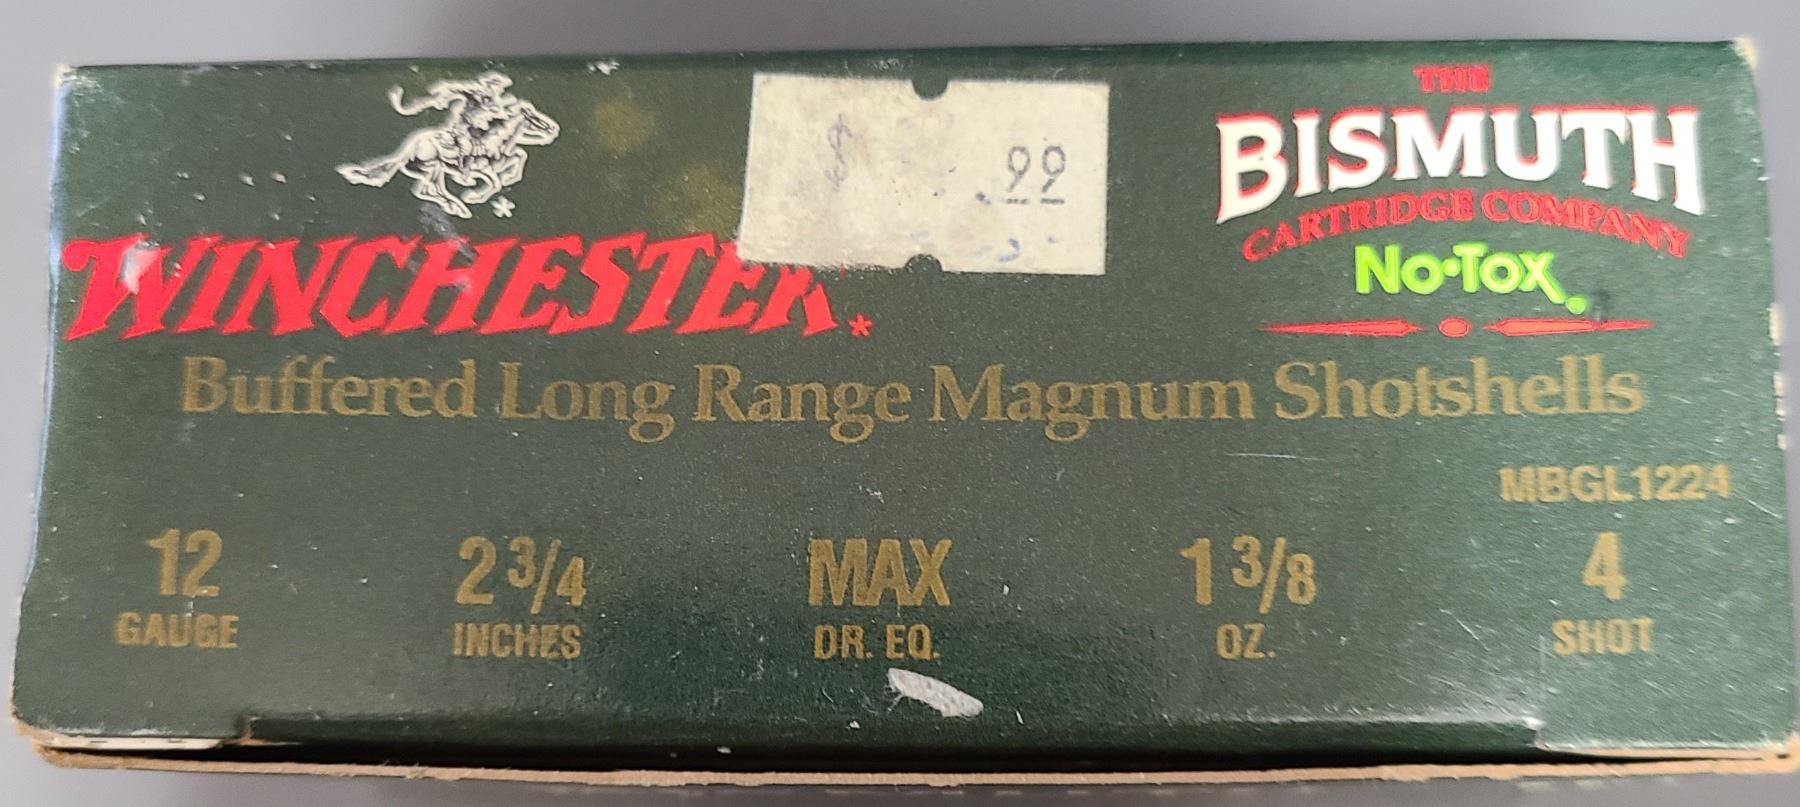 $ .99
THE
BISMUTH
CARTRIDGE COMPANY
No•Tox
WINCHESTER
Buffered Long Range Magnum Shotshells
MBGL1224
12 2 3/4 MAX 1 3/8 4
GAUGE INCHES DR. EQ. OZ. SHOT